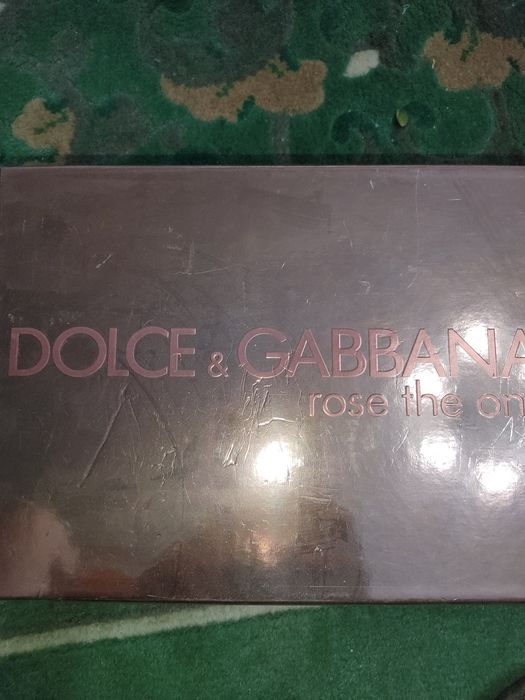 DOLCE & GABBANA
rose the on